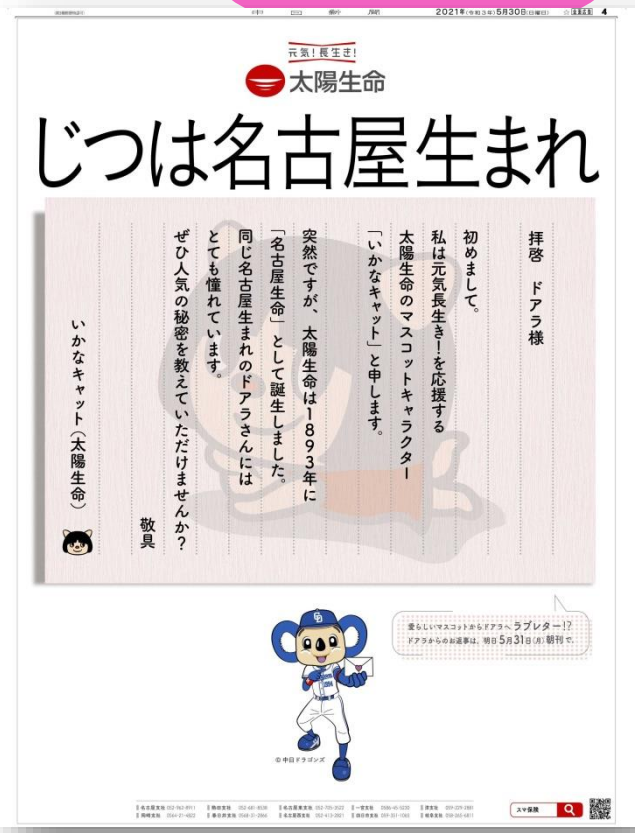 2021年(令和3年)5月30日(日曜日)
4
元気!長生き!
太陽生命
じつは名古屋生まれ
拝啓 ドアラ様
初めまして。
私は元気長生き!を応援する
太陽生命のマスコットキャラクター
「いかなキャット」と申します。
突然ですが、太陽生命は1893年に
「名古屋生命」として誕生しました。
同じ名古屋生まれのドアラさんには
とても憧れています。
ぜひ人気の秘密を教えていただけませんか?
敬具
いかなキャット(太陽生命)
愛らしいマスコットからドアラへラブレター!?
ドアラからのお返事は、明日5月31日(月)朝刊で。
©中日ドラゴンズ
スマ保険